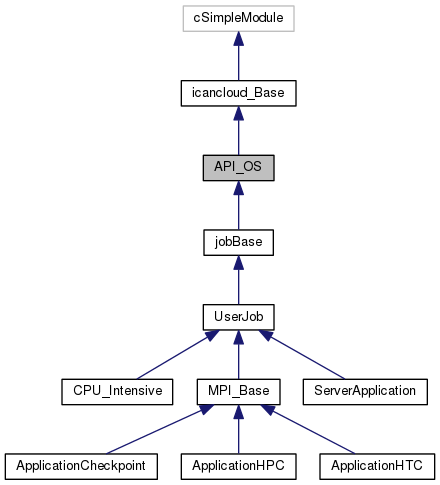 cSimpleModule
icancloud_Base
API_OS
jobBase
UserJob
CPU_Intensive
MPI_Base
ServerApplication
ApplicationCheckpoint
ApplicationHPC
ApplicationHTC